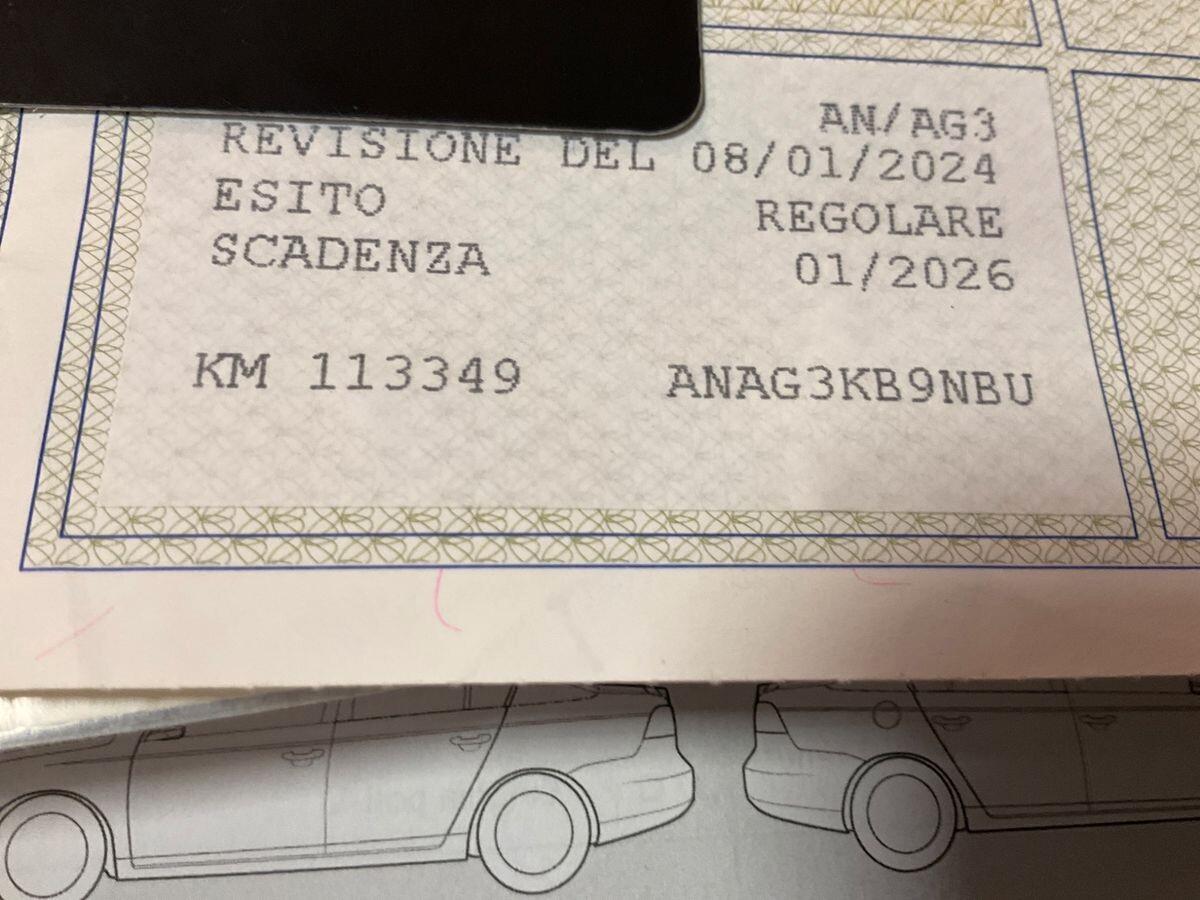 AN/AG3
REVISIONE DEL 08/01/2024
ESITO REGOLARE
SCADENZA 01/2026
KM 113349 ANAG3KB9NBU